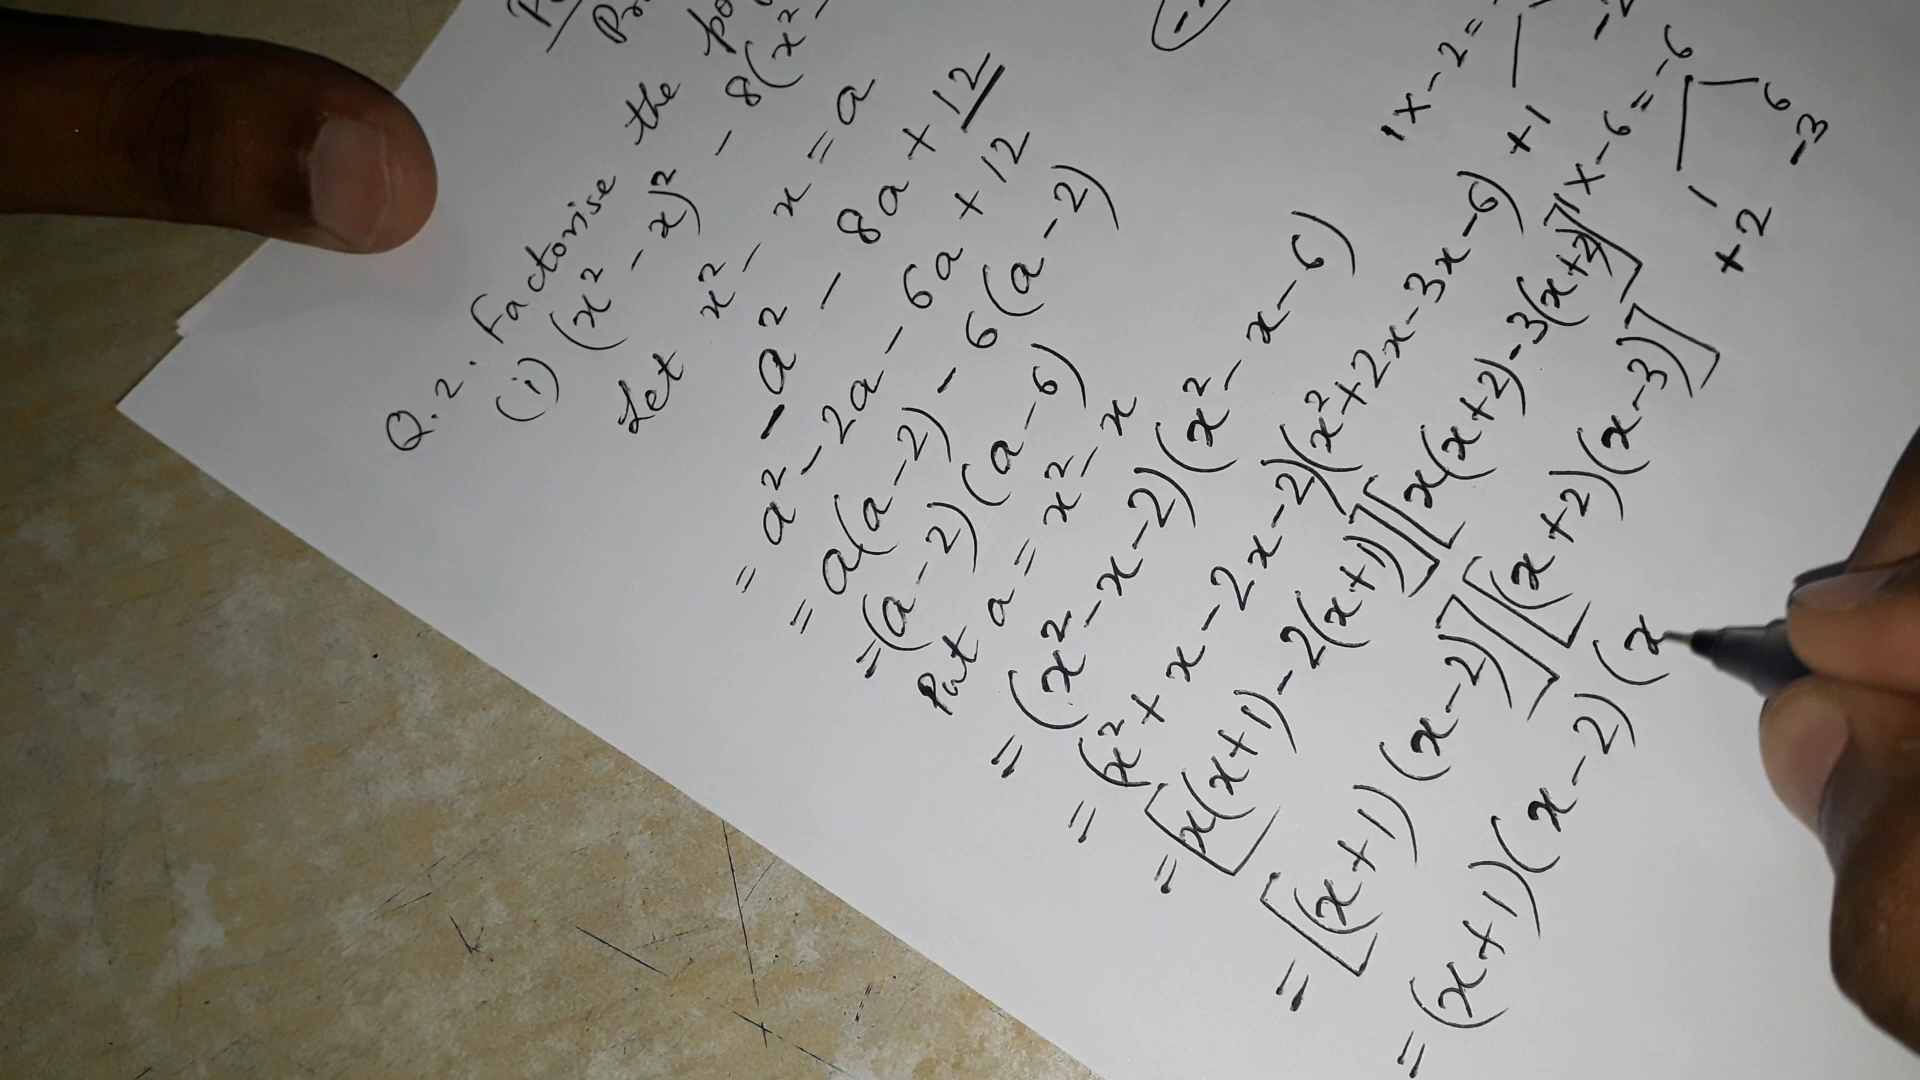 Q.2. Factorise the
(i) (x² - x)² - 8(x²
Let x² - x = a
- a² - 8a + 12
= a² - 2a - 6a + 12
= a(a-2) - 6(a-2)
=(a-2)(a-6)
Put a = x² - x
= (x² - x - 2)(x² - x - 6)
= (x² + x - 2x - 2)(x² + 2x - 3x - 6)
= [x(x+1) - 2(x+1)][x(x+2) - 3(x+2)]
= [(x+1)(x-2)][(x+2)(x-3)]
= (x+1)(x-2)(x
1x-2=
+1
1x-6=-6
1 6
+2 -3